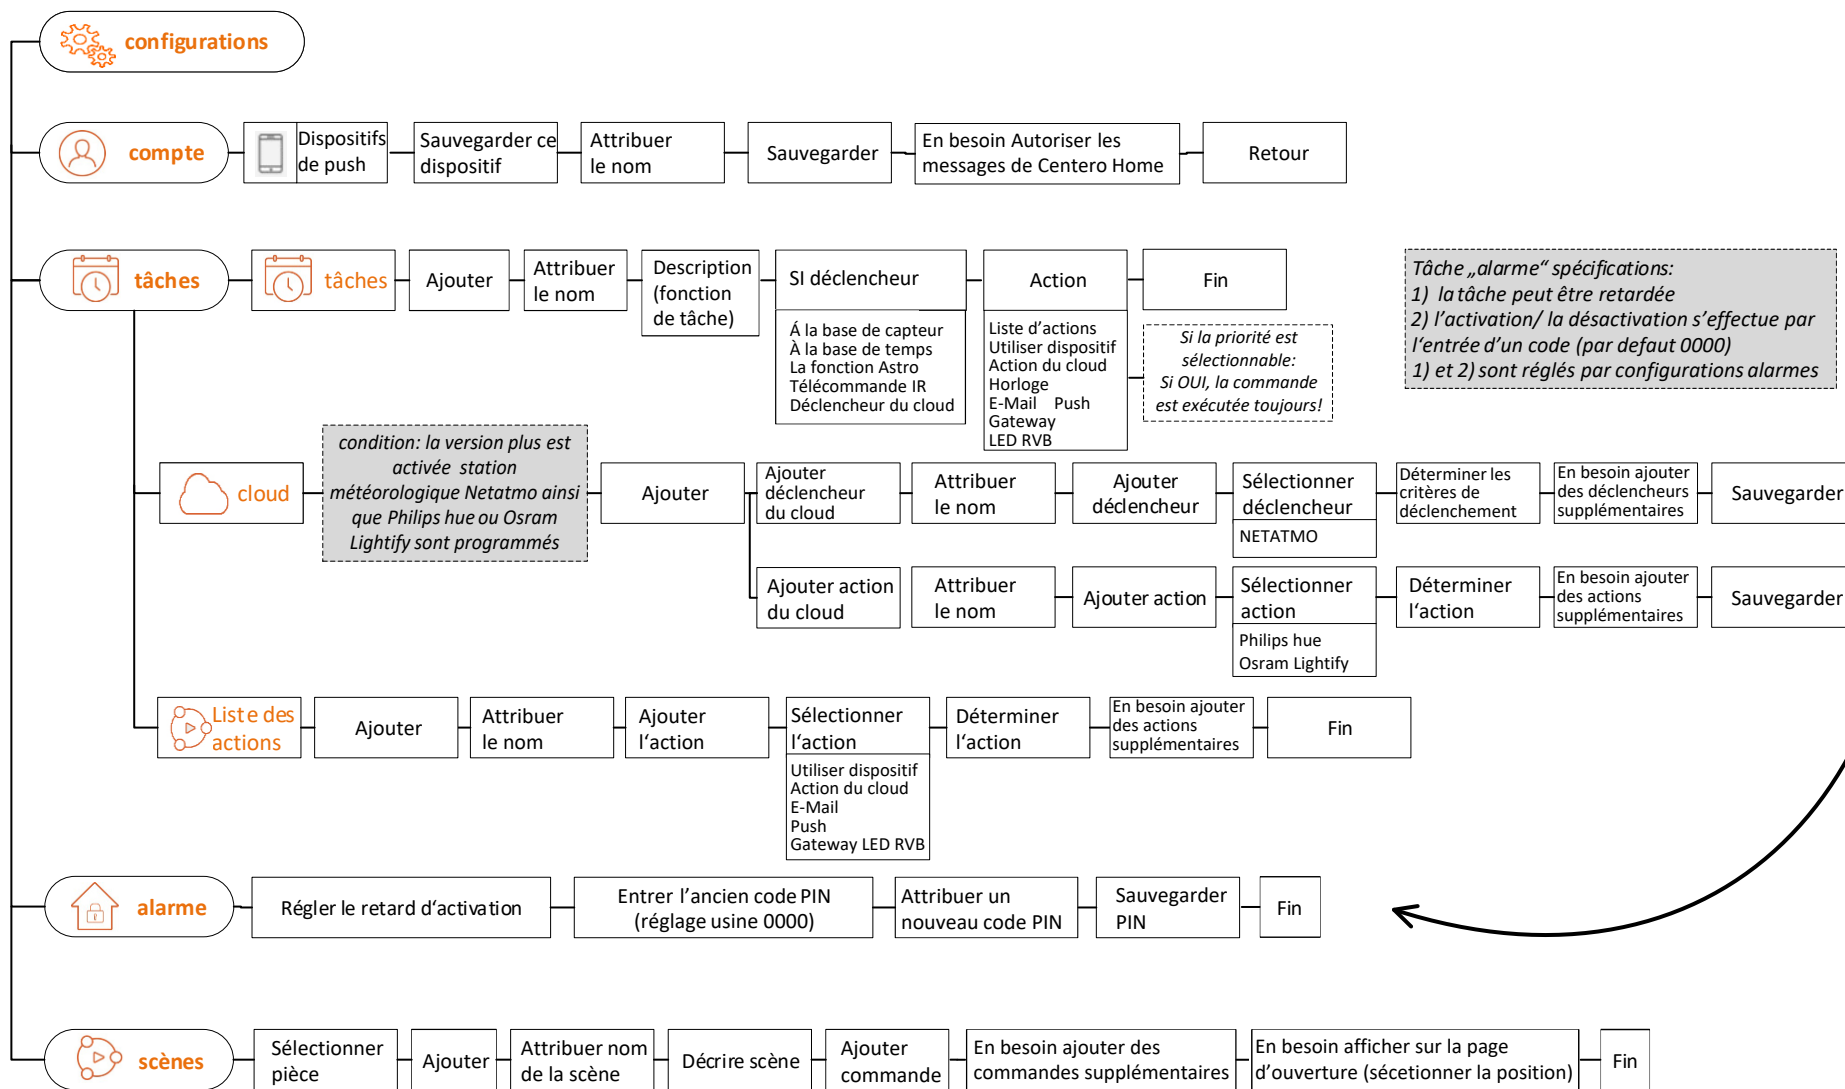 configurations
compte
Dispositifs
de push
Sauvegarder ce
dispositif
Attribuer
le nom
Sauvegarder
En besoin Autoriser les
messages de Centero Home
Retour
tâches
tâches
Ajouter
Attribuer
le nom
Description
(fonction
de tâche)
SI déclencheur
Á la base de capteur
À la base de temps
La fonction Astro
Télécommande IR
Déclencheur du cloud
Action
Liste d’actions
Utiliser dispositif
Action du cloud
Horloge
E-Mail Push
Gateway
LED RVB
Fin
Si la priorité est
sélectionnable:
Si OUI, la commande
est exécutée toujours!
Tâche „alarme“ spécifications:
1) la tâche peut être retardée
2) l’activation/ la désactivation s’effectue par
l‘entrée d’un code (par defaut 0000)
1) et 2) sont réglés par configurations alarmes
cloud
condition: la version plus est
activée station
météorologique Netatmo ainsi
que Philips hue ou Osram
Lightify sont programmés
Ajouter
Ajouter
déclencheur
du cloud
Attribuer
le nom
Ajouter
déclencheur
Sélectionner
déclencheur
NETATMO
Déterminer les
critères de
déclenchement
En besoin ajouter
des déclencheurs
supplémentaires
Sauvegarder
Ajouter action
du cloud
Attribuer
le nom
Ajouter action
Sélectionner
action
Philips hue
Osram Lightify
Déterminer
l‘action
En besoin ajouter
des actions
supplémentaires
Sauvegarder
Liste des
actions
Ajouter
Attribuer
le nom
Ajouter
l‘action
Sélectionner
l‘action
Utiliser dispositif
Action du cloud
E-Mail
Push
Gateway LED RVB
Déterminer
l‘action
En besoin ajouter
des actions
supplémentaires
Fin
alarme
Régler le retard d‘activation
Entrer l’ancien code PIN
(réglage usine 0000)
Attribuer un
nouveau code PIN
Sauvegarder
PIN
Fin
scènes
Sélectionner
pièce
Ajouter
Attribuer nom
de la scène
Décrire scène
Ajouter
commande
En besoin ajouter des
commandes supplémentaires
En besoin afficher sur la page
d’ouverture (sécetionner la position)
Fin